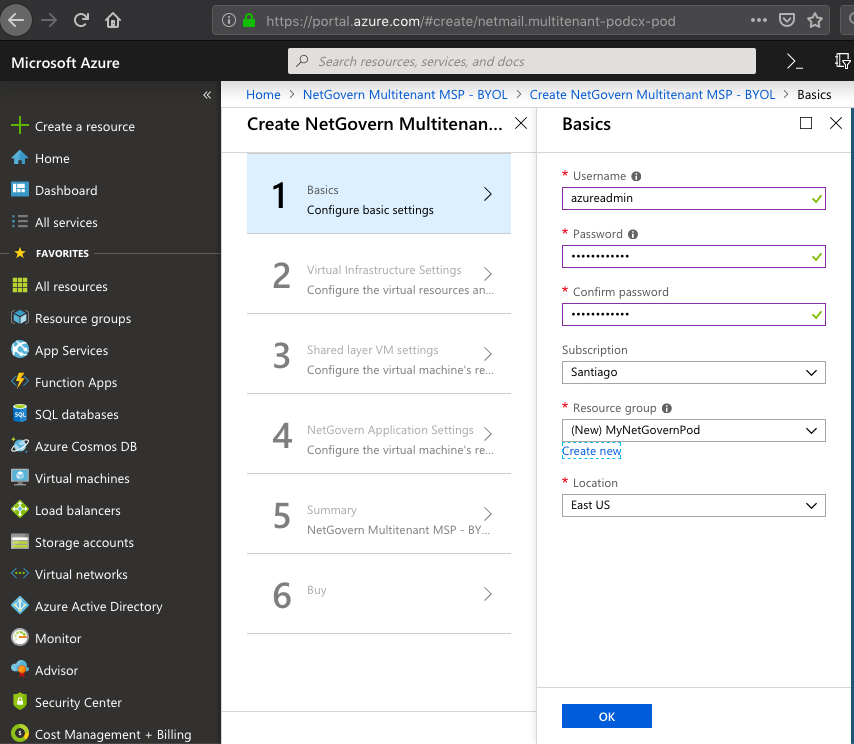 https://portal.azure.com/#create/netmail.multitenant-podcx-pod
Microsoft Azure
Search resources, services, and docs
Create a resource
Home
Dashboard
All services
FAVORITES
All resources
Resource groups
App Services
Function Apps
SQL databases
Azure Cosmos DB
Virtual machines
Load balancers
Storage accounts
Virtual networks
Azure Active Directory
Monitor
Advisor
Security Center
Cost Management + Billing
Home > NetGovern Multitenant MSP - BYOL > Create NetGovern Multitenant MSP - BYOL > Basics
Create NetGovern Multitenan...
1
Basics
Configure basic settings
2
Virtual Infrastructure Settings
Configure the virtual resources an...
3
Shared layer VM settings
Configure the virtual machine's re...
4
NetGovern Application Settings
Configure the virtual machine's re...
5
Summary
NetGovern Multitenant MSP - BY...
6
Buy
Basics
* Username
azureadmin
* Password
••••••••••••
* Confirm password
••••••••••••
Subscription
Santiago
* Resource group
(New) MyNetGovernPod
Create new
* Location
East US
OK